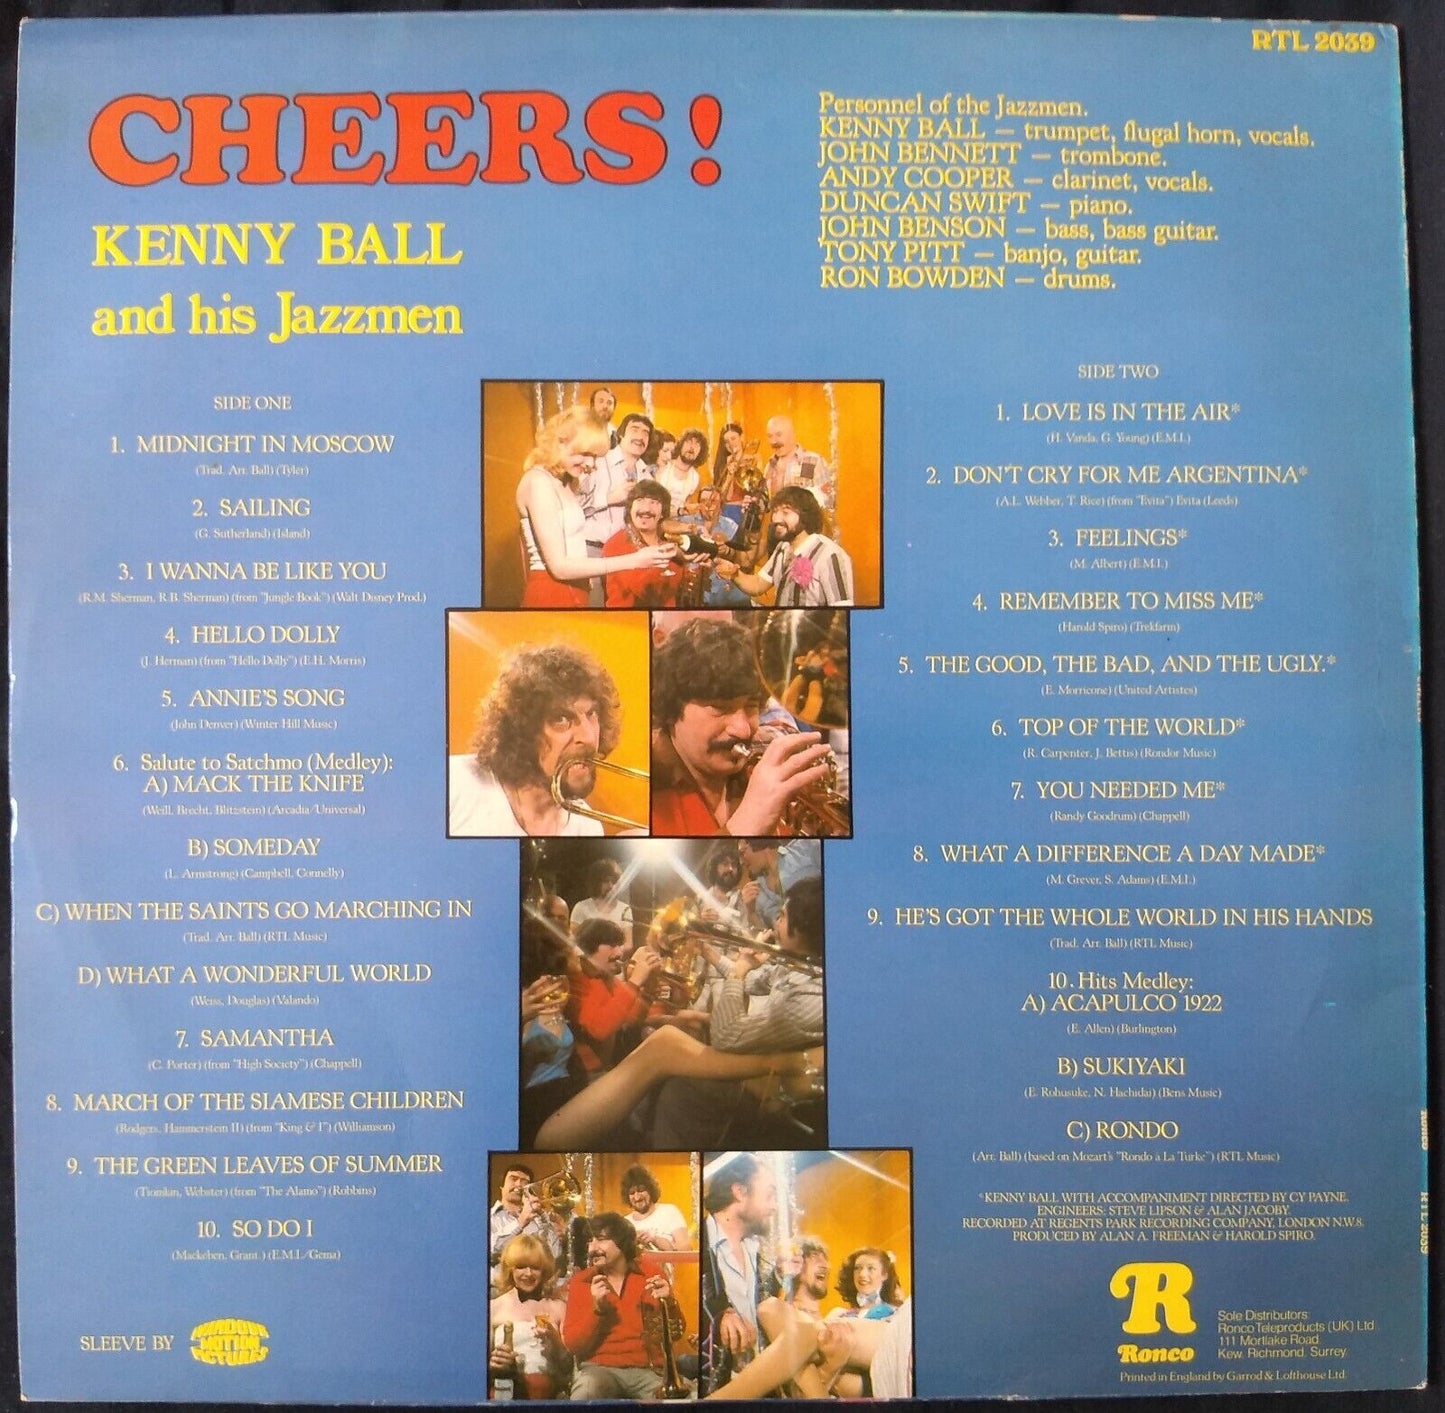 RTL 2039
CHEERS!
KENNY BALL
and his Jazzmen
Personnel of the Jazzmen.
KENNY BALL — trumpet, flugal horn, vocals.
JOHN BENNETT — trombone.
ANDY COOPER — clarinet, vocals.
DUNCAN SWIFT — piano.
JOHN BENSON — bass, bass guitar.
TONY PITT — banjo, guitar.
RON BOWDEN — drums.
SIDE ONE
1. MIDNIGHT IN MOSCOW
(Trad. Arr. Ball) (Tyler)
2. SAILING
(G. Sutherland) (Island)
3. I WANNA BE LIKE YOU
(R.M. Sherman, R.B. Sherman) (from "Jungle Book") (Walt Disney Prod.)
4. HELLO DOLLY
(J. Herman) (from "Hello Dolly") (E.H. Morris)
5. ANNIE'S SONG
(John Denver) (Winter Hill Music)
6. Salute to Satchmo (Medley):
A) MACK THE KNIFE
(Weill, Brecht, Blitzstein) (Arcadia/Universal)
B) SOMEDAY
(L. Armstrong) (Campbell, Connelly)
C) WHEN THE SAINTS GO MARCHING IN
(Trad. Arr. Ball) (RTL Music)
D) WHAT A WONDERFUL WORLD
(Weiss, Douglas) (Valando)
7. SAMANTHA
(C. Porter) (from "High Society") (Chappell)
8. MARCH OF THE SIAMESE CHILDREN
(Rodgers, Hammerstein II) (from "King & I") (Williamson)
9. THE GREEN LEAVES OF SUMMER
(Tiomkin, Webster) (from "The Alamo") (Robbins)
10. SO DO I
(Mackeben, Grant.) (E.M.I./Gema)
SLEEVE BY
SHADOW
MOTION
PICTURES
SIDE TWO
1. LOVE IS IN THE AIR*
(H. Vanda, G. Young) (E.M.I.)
2. DON'T CRY FOR ME ARGENTINA*
(A.L. Webber, T. Rice) (from "Evita") Evita (Leeds)
3. FEELINGS*
(M. Albert) (E.M.I.)
4. REMEMBER TO MISS ME*
(Harold Spiro) (Trekfarm)
5. THE GOOD, THE BAD, AND THE UGLY.*
(E. Morricone) (United Artistes)
6. TOP OF THE WORLD*
(R. Carpenter, J. Bettis) (Rondor Music)
7. YOU NEEDED ME*
(Randy Goodrum) (Chappell)
8. WHAT A DIFFERENCE A DAY MADE*
(M. Grever, S. Adams) (E.M.I.)
9. HE'S GOT THE WHOLE WORLD IN HIS HANDS
(Trad. Arr. Ball) (RTL Music)
10. Hits Medley:
A) ACAPULCO 1922
(E. Allen) (Burlington)
B) SUKIYAKI
(E. Rohusuke, N. Hachidai) (Bens Music)
C) RONDO
(Arr. Ball) (based on Mozart's "Rondo à La Turke") (RTL Music)
*KENNY BALL WITH ACCOMPANIMENT DIRECTED BY CY PAYNE.
ENGINEERS: STEVE LIPSON & ALAN JACOBY.
RECORDED AT REGENTS PARK RECORDING COMPANY, LONDON N.W.8.
PRODUCED BY ALAN A. FREEMAN & HAROLD SPIRO.
R
Ronco
Sole Distributors:
Ronco Teleproducts (UK) Ltd.
111 Mortlake Road,
Kew, Richmond, Surrey.
Printed in England by Garrod & Lofthouse Ltd.
RONCO RTL 2039